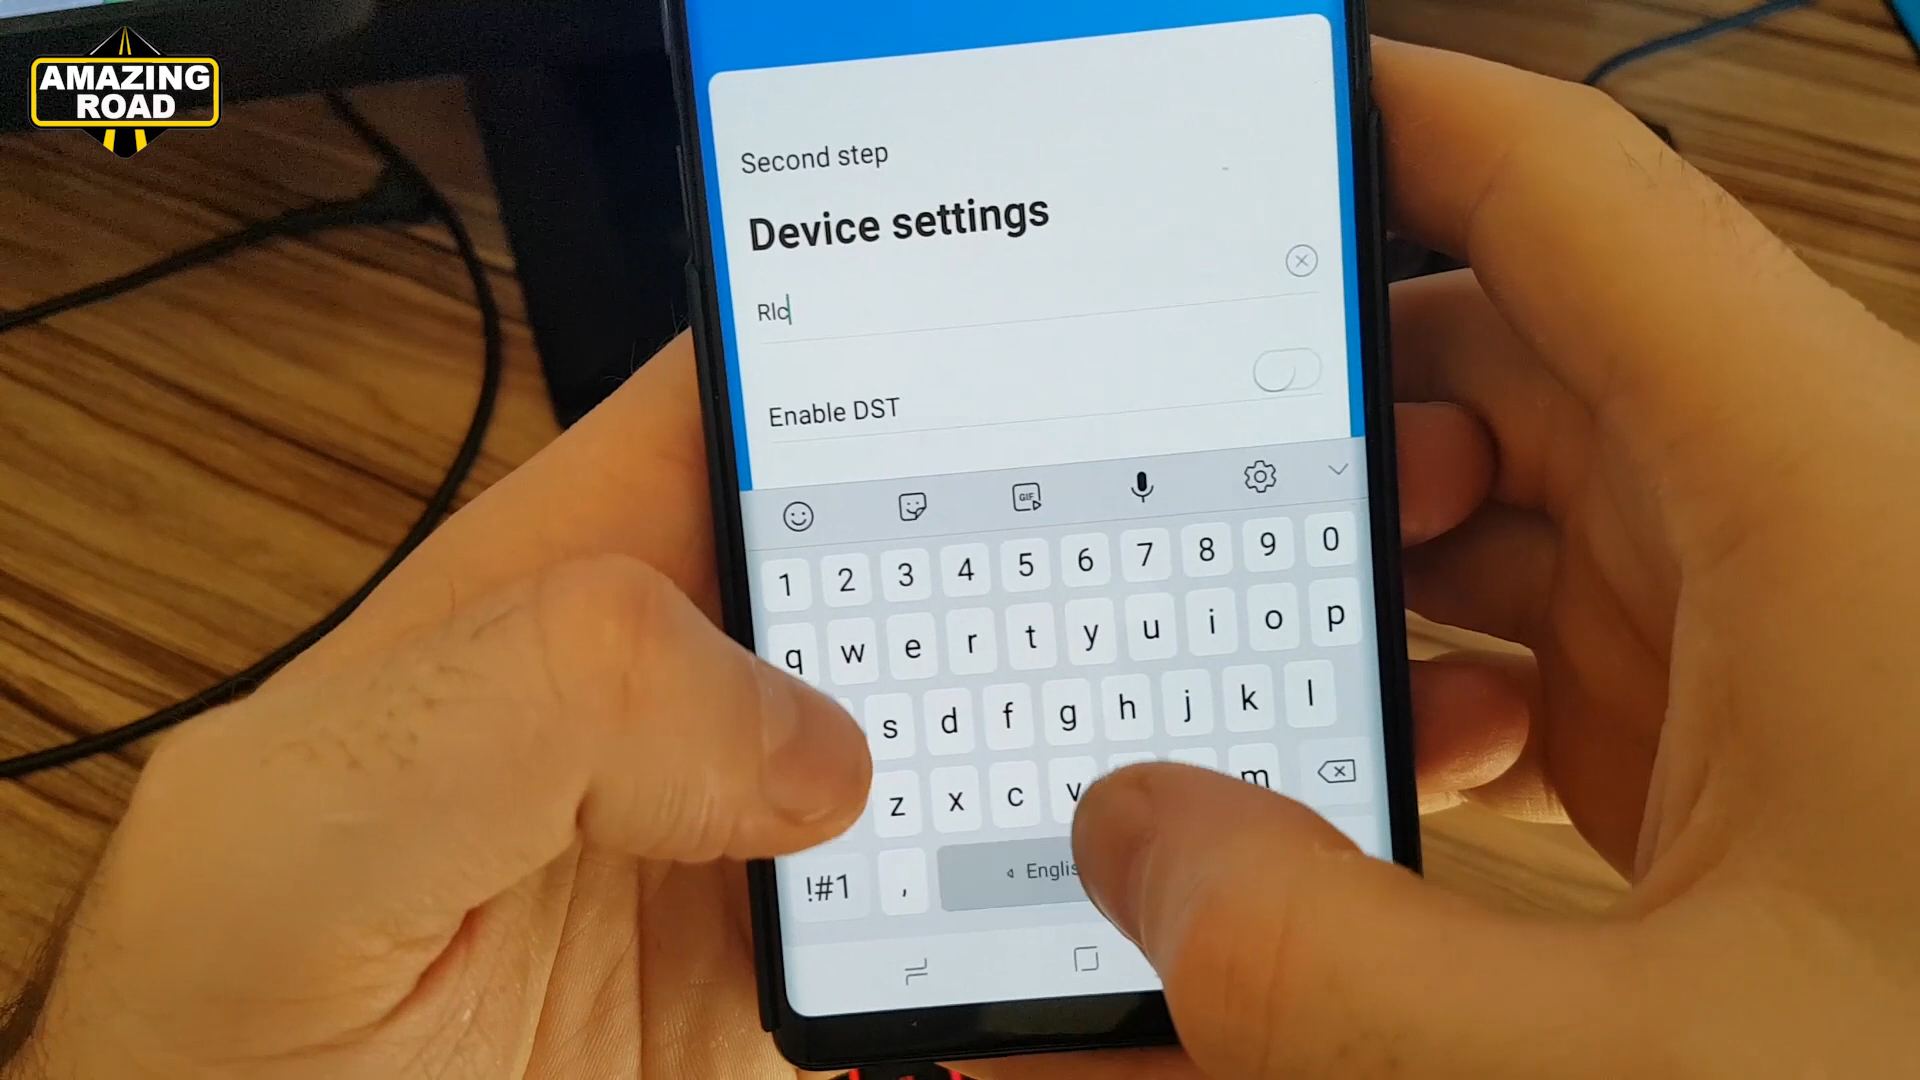 AMAZING
ROAD
Second step
Device settings
Rlc
Enable DST
GIF
1 2 3 4 5 6 7 8 9 0
q w e r t y u i o p
s d f g h j k l
z x c v m
!#1 , Englis